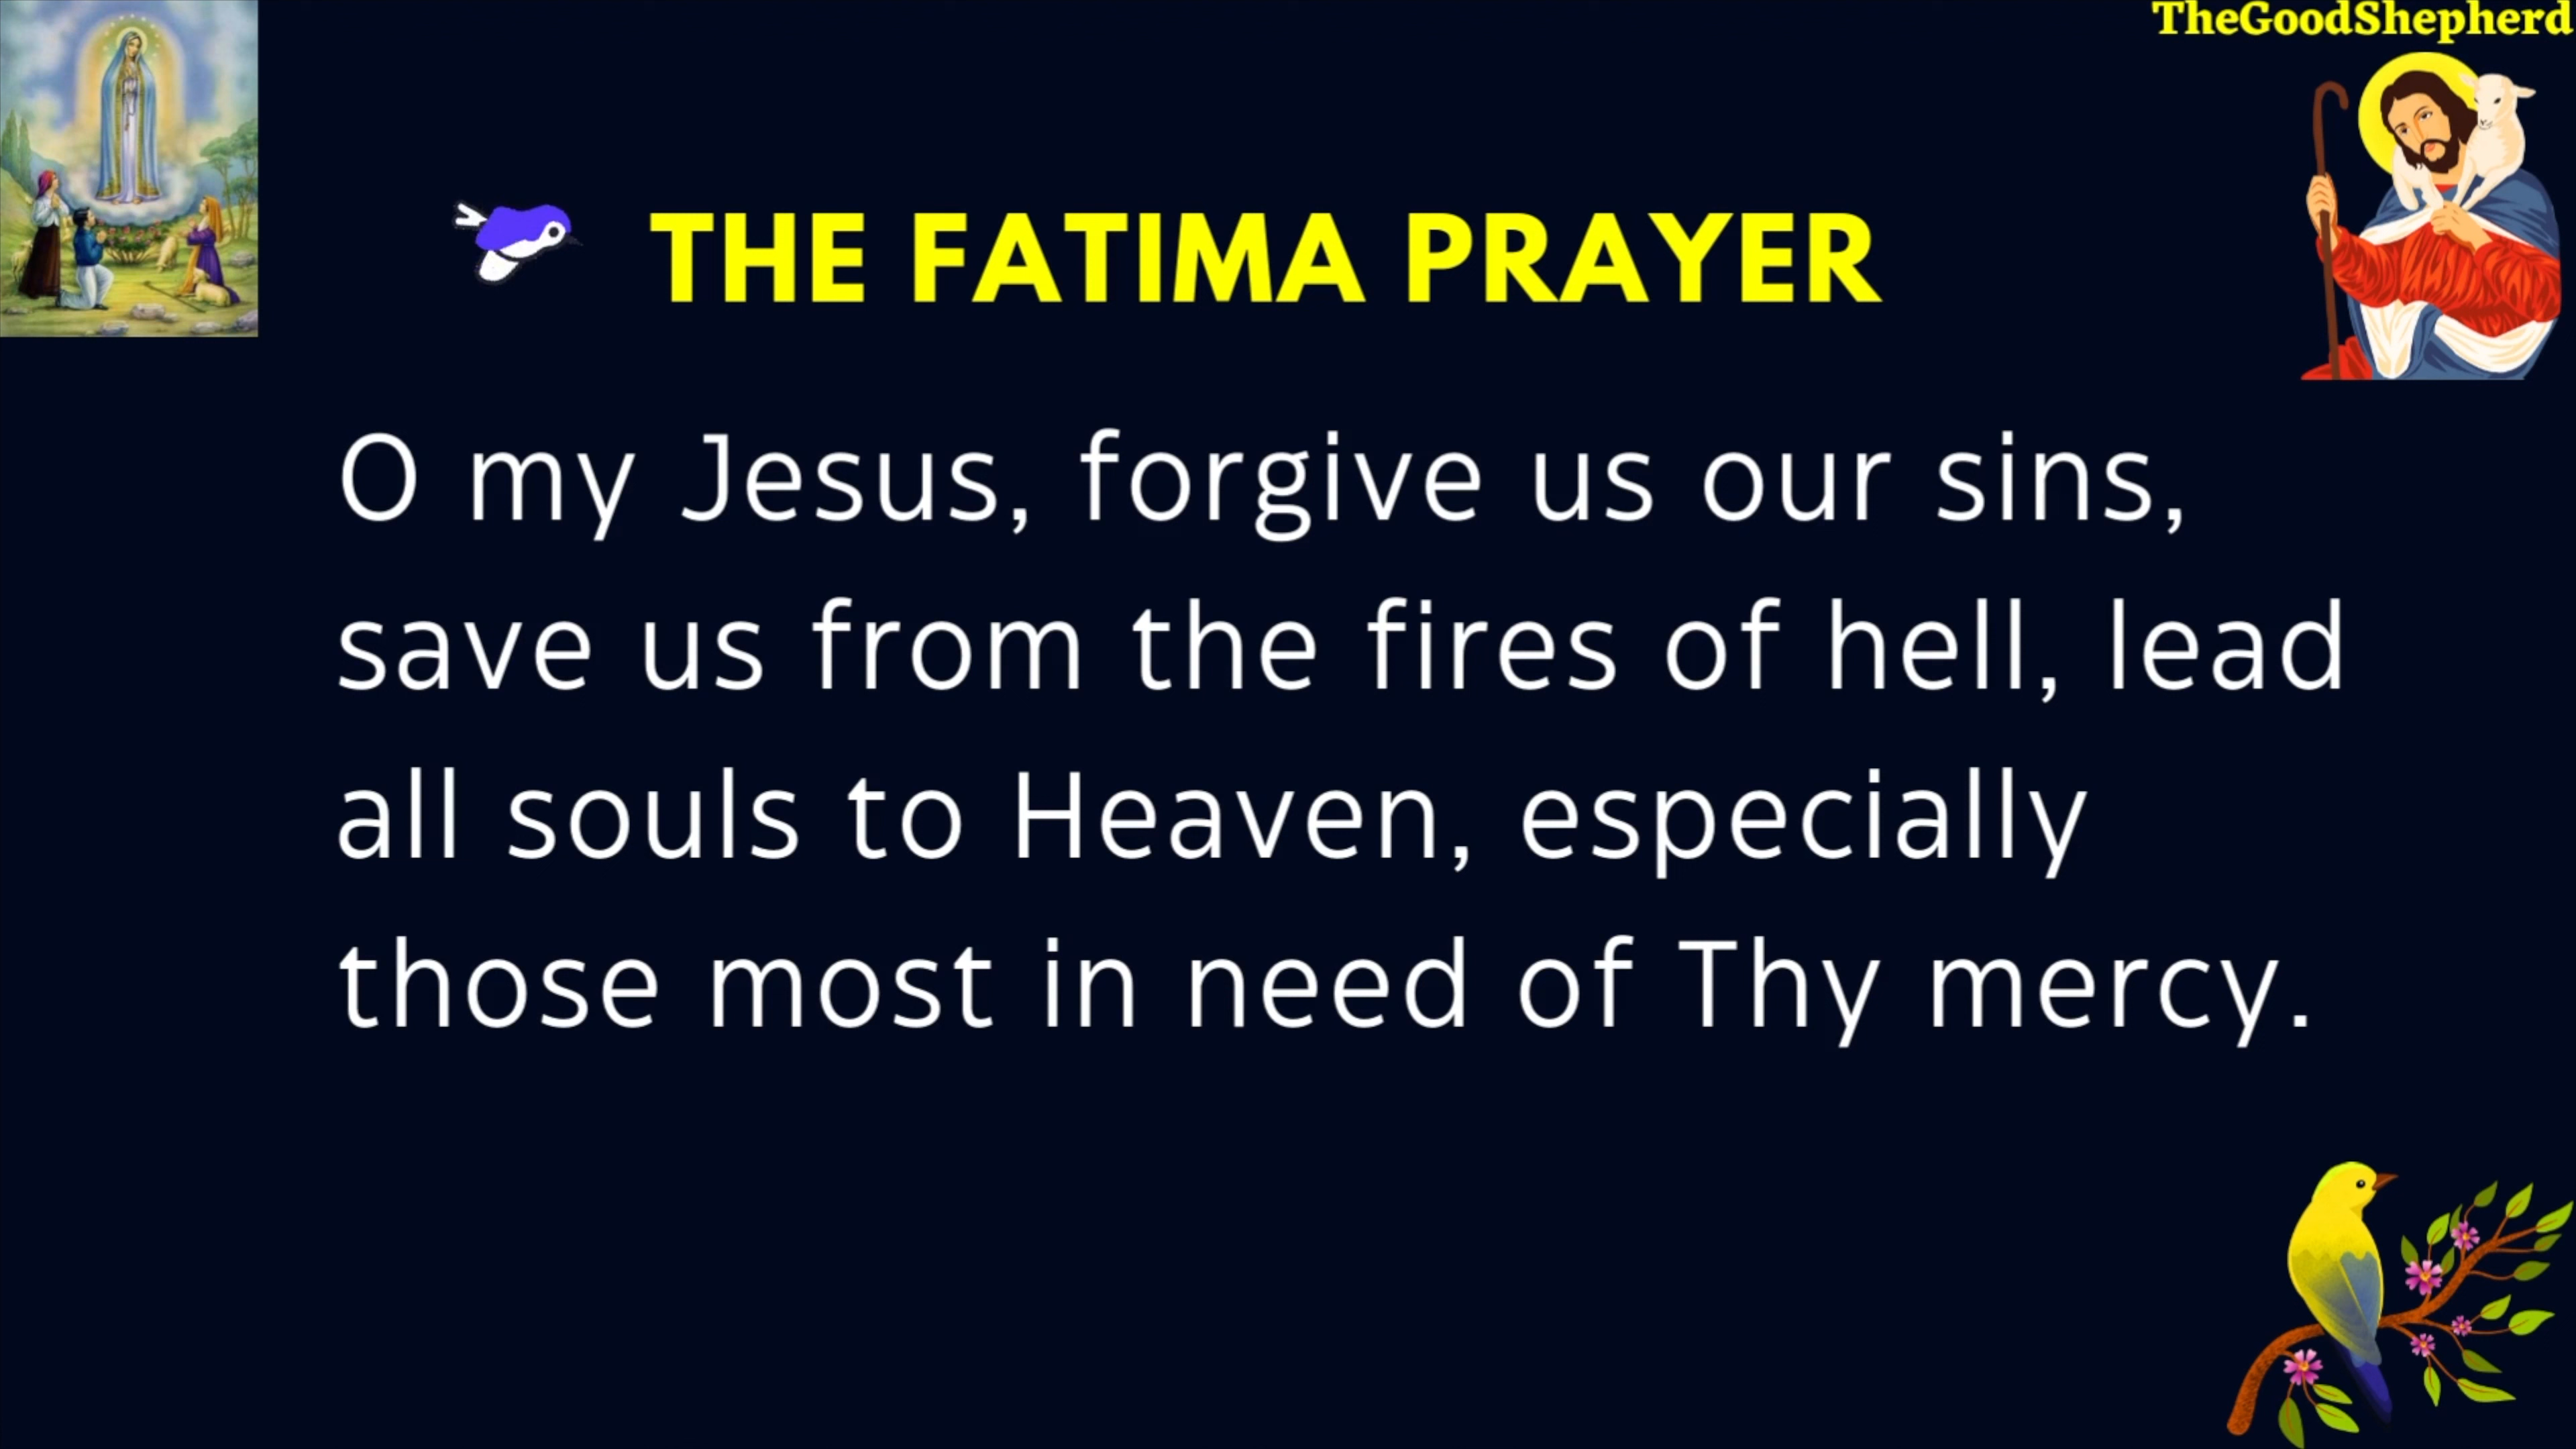 TheGoodShepherd
THE FATIMA PRAYER
O my Jesus, forgive us our sins,
save us from the fires of hell, lead
all souls to Heaven, especially
those most in need of Thy mercy.